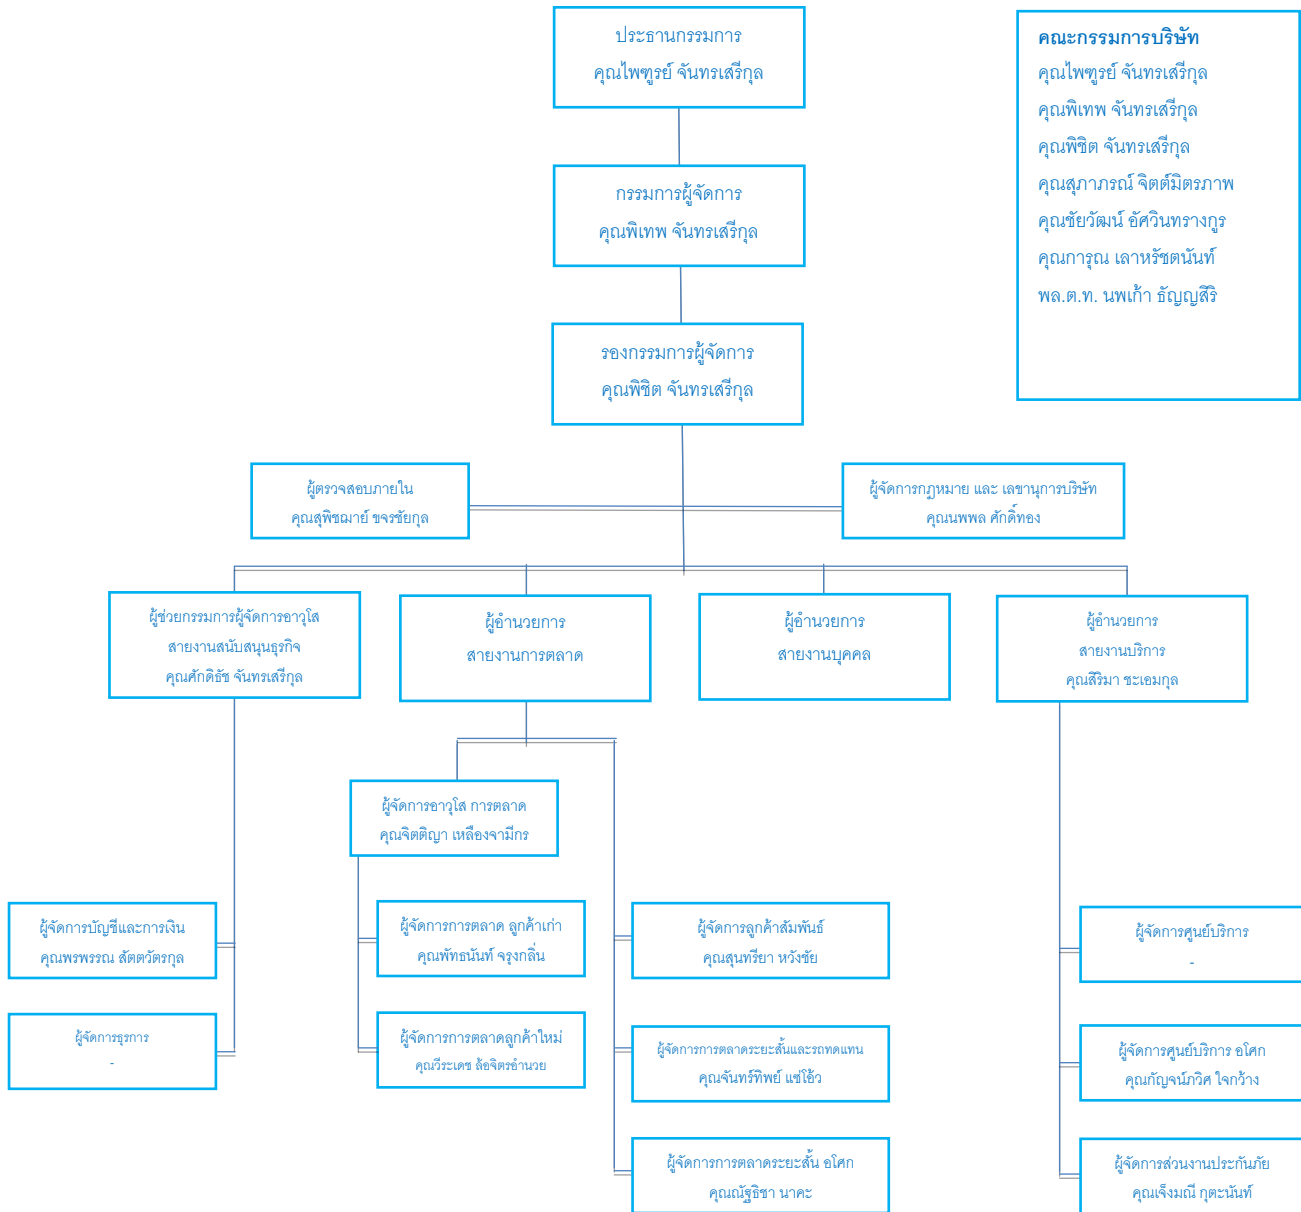 ประธานกรรมการ
คุณไพฑูรย์ จันทรเสรีกุล
คณะกรรมการบริษัท
คุณไพฑูรย์ จันทรเสรีกุล
คุณพิเทพ จันทรเสรีกุล
คุณพิชิต จันทรเสรีกุล
คุณสุภาภรณ์ จิตต์มิตรภาพ
คุณชัยวัฒน์ อัศวินทรางกูร
คุณการุณ เลาหรัชตนันท์
พล.ต.ท. นพเก้า ธัญญสิริ
กรรมการผู้จัดการ
คุณพิเทพ จันทรเสรีกุล
รองกรรมการผู้จัดการ
คุณพิชิต จันทรเสรีกุล
ผู้ตรวจสอบภายใน
คุณสุพิชฌาย์ ขจรชัยกุล
ผู้จัดการกฎหมาย และ เลขานุการบริษัท
คุณนพพล ศักดิ์ทอง
ผู้ช่วยกรรมการผู้จัดการอาวุโส
สายงานสนับสนุนธุรกิจ
คุณศักดิธัช จันทรเสรีกุล
ผู้อำนวยการ
สายงานการตลาด
ผู้อำนวยการ
สายงานบุคคล
ผู้อำนวยการ
สายงานบริการ
คุณสิริมา ชะเอมกุล
ผู้จัดการอาวุโส การตลาด
คุณจิตติญา เหลืองจามีกร
ผู้จัดการบัญชีและการเงิน
คุณพรพรรณ สัตตวัตรกุล
ผู้จัดการธุรการ
-
ผู้จัดการการตลาด ลูกค้าเก่า
คุณพัทธนันท์ จรุงกลิ่น
ผู้จัดการการตลาดลูกค้าใหม่
คุณวีระเดช ล้อจิตรอำนวย
ผู้จัดการลูกค้าสัมพันธ์
คุณสุนทรียา หวังชัย
ผู้จัดการการตลาดระยะสั้นและรถทดแทน
คุณจันทร์ทิพย์ แซ่โอ้ว
ผู้จัดการการตลาดระยะสั้น อโศก
คุณณัฐธิชา นาคะ
ผู้จัดการศูนย์บริการ
-
ผู้จัดการศูนย์บริการ อโศก
คุณกัญจน์ภวิศ ใจกว้าง
ผู้จัดการส่วนงานประกันภัย
คุณเจ็งมณี กุตะนันท์